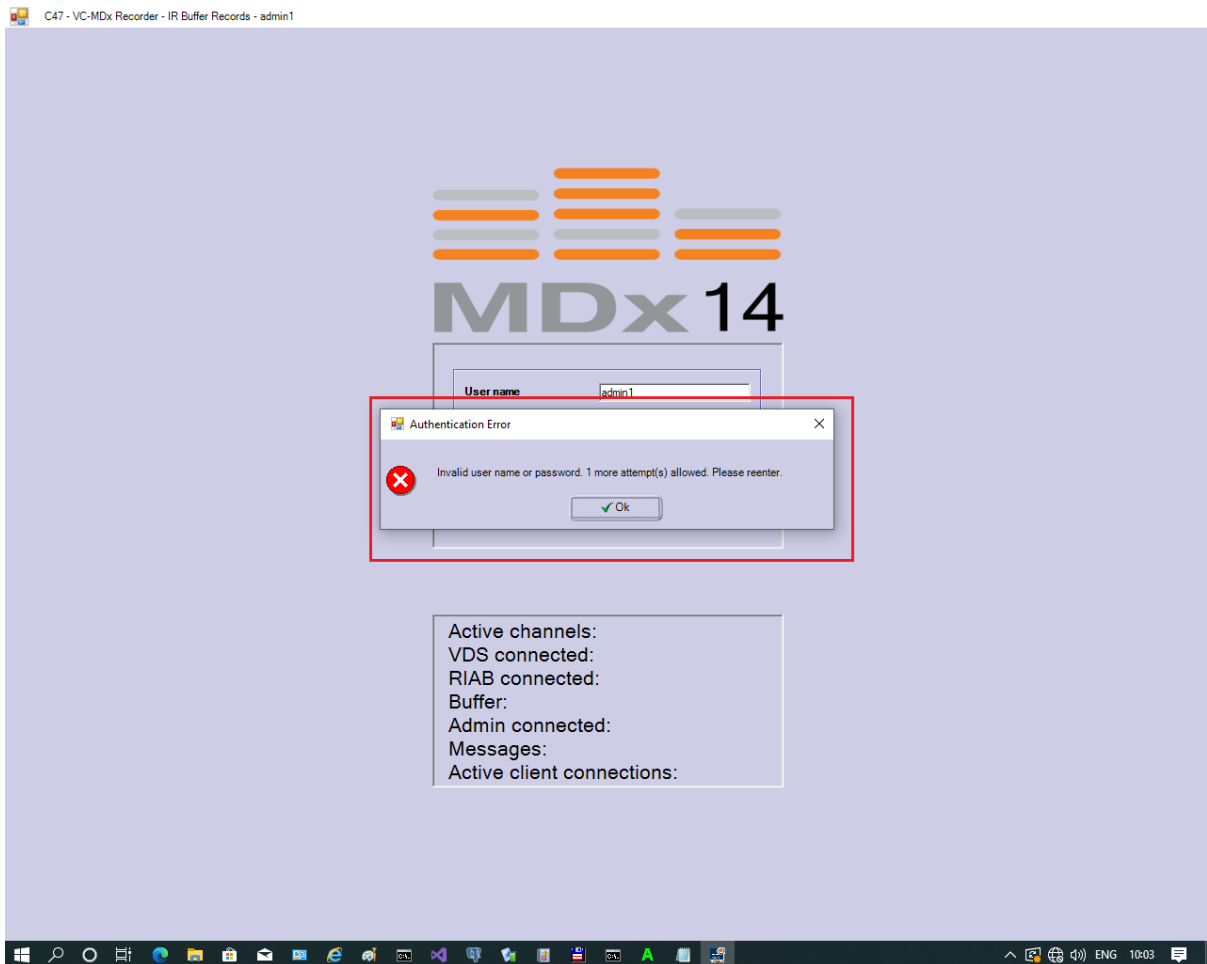 C47 - VC-MDx Recorder - IR Buffer Records - admin1
MDx 14
User name admin1
Authentication Error
Invalid user name or password. 1 more attempt(s) allowed. Please reenter.
Ok
Active channels:
VDS connected:
RIAB connected:
Buffer:
Admin connected:
Messages:
Active client connections:
ENG 10:03